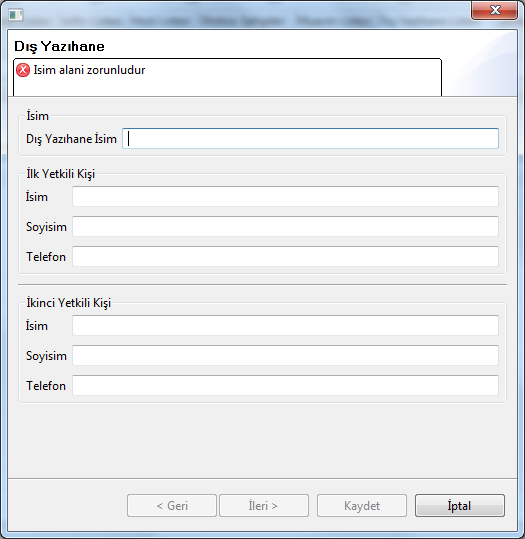 Dış Yazıhane
Isim alani zorunludur
İsim
Dış Yazıhane İsim
İlk Yetkili Kişi
İsim
Soyisim
Telefon
İkinci Yetkili Kişi
İsim
Soyisim
Telefon
< Geri İleri > Kaydet İptal